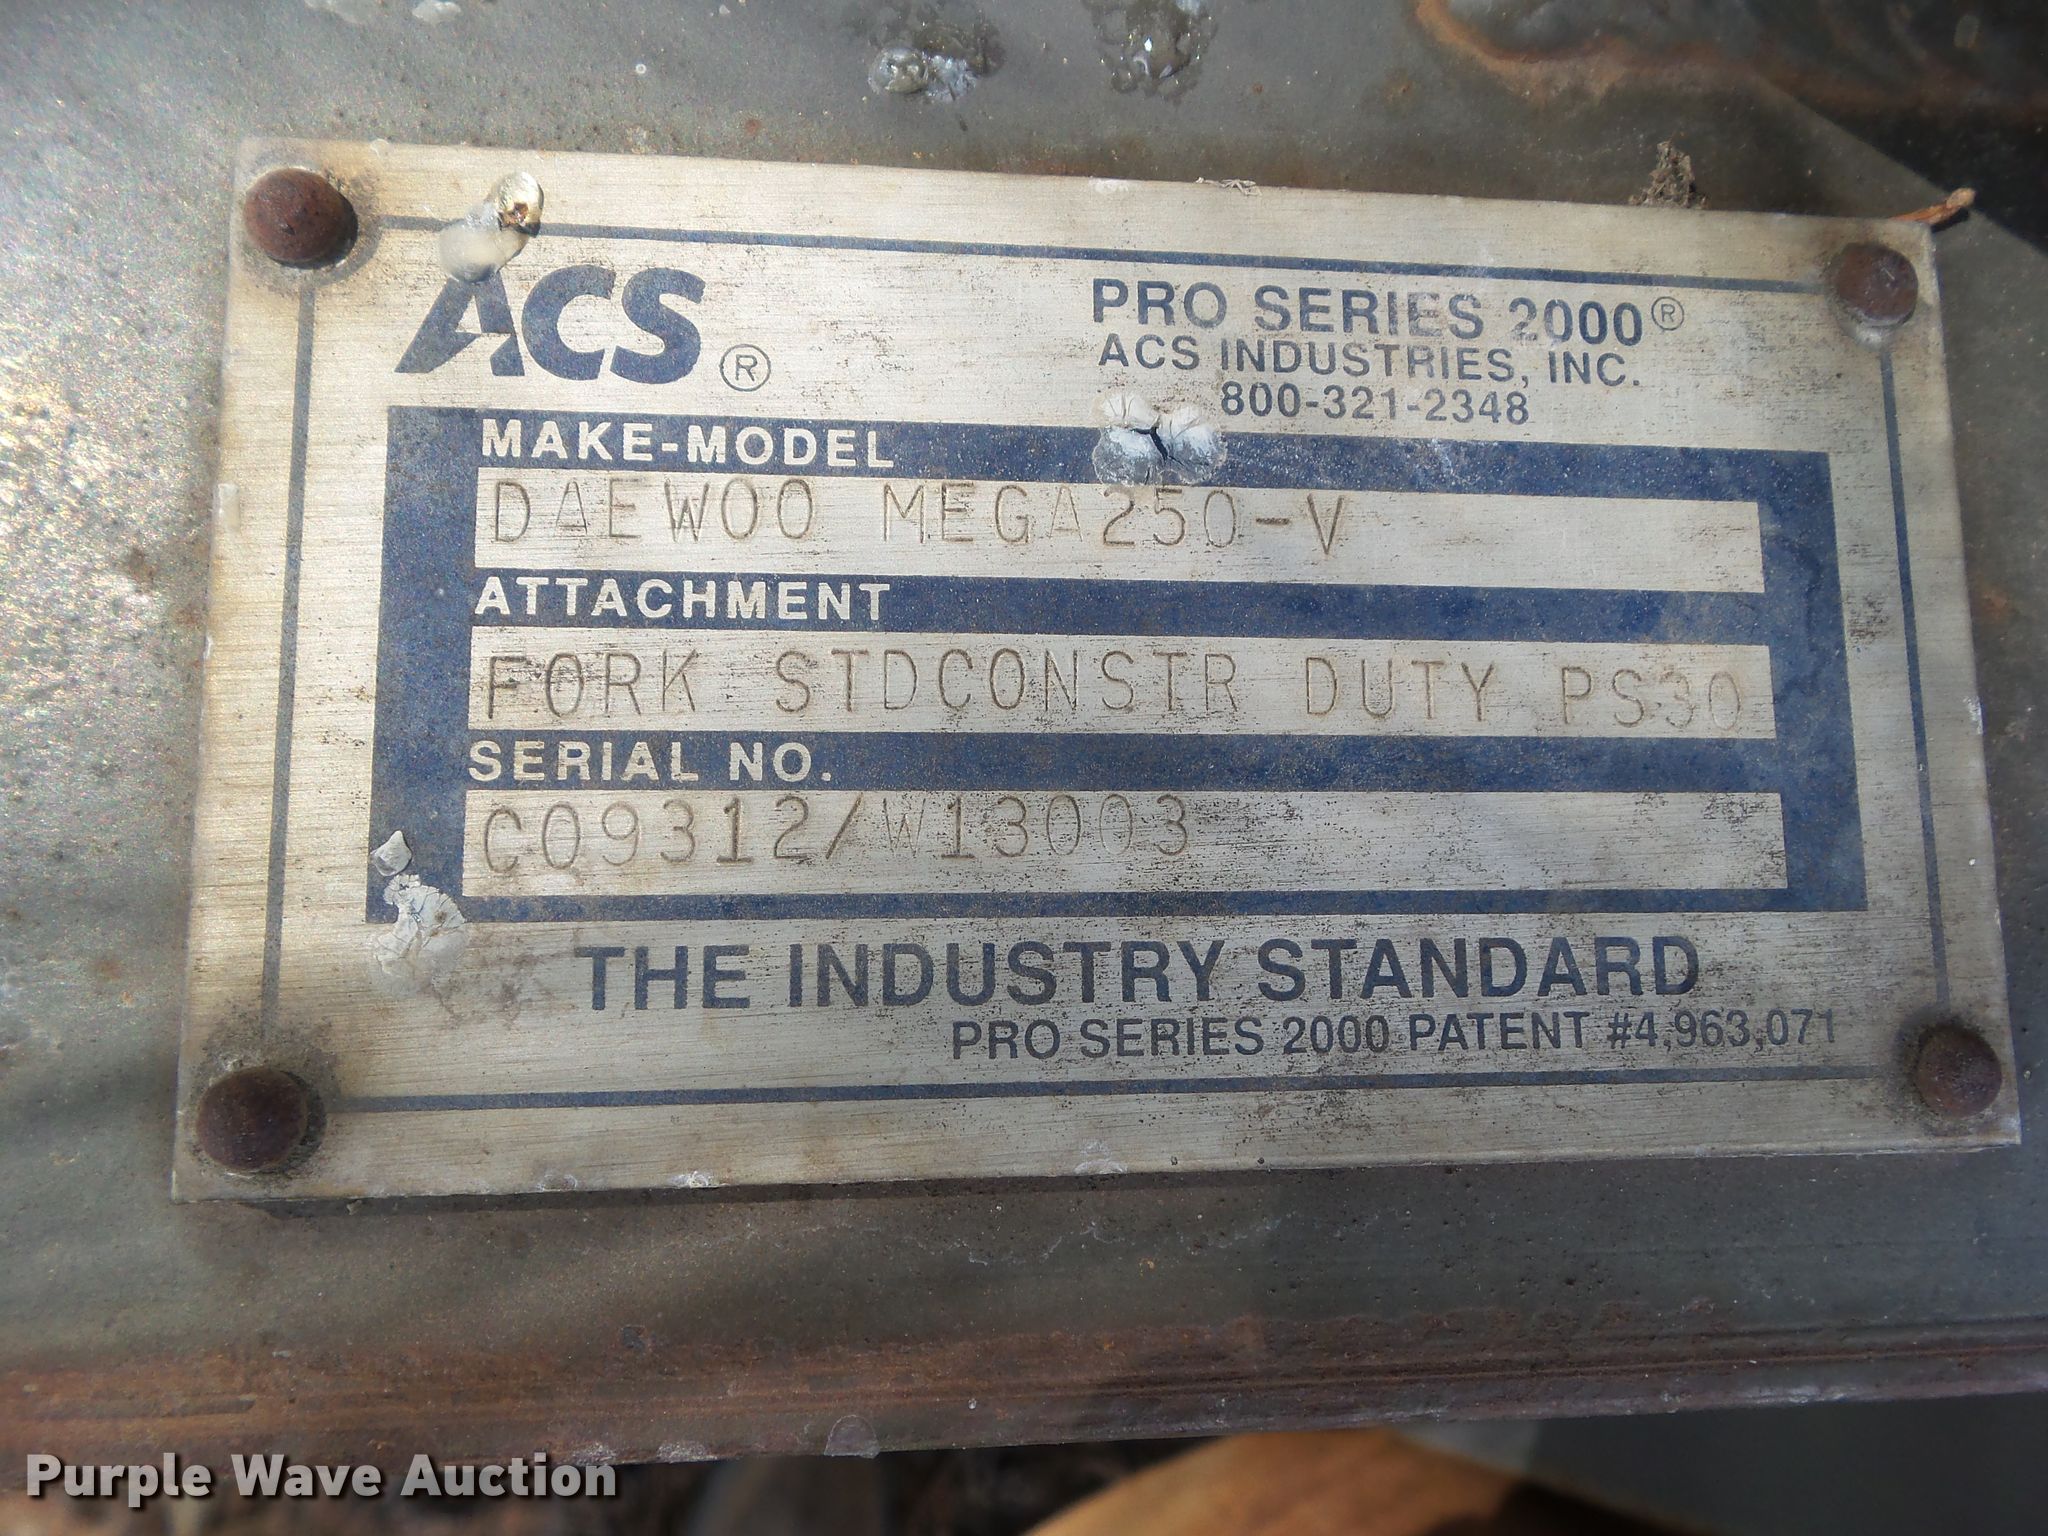 ACS®
PRO SERIES 2000®
ACS INDUSTRIES, INC.
800-321-2348
MAKE-MODEL
DAEWOO MEGA250-V
ATTACHMENT
FORK STDCONSTR DUTY PS30
SERIAL NO.
CQ9312/W13003
THE INDUSTRY STANDARD
PRO SERIES 2000 PATENT #4,963,071
Purple Wave Auction